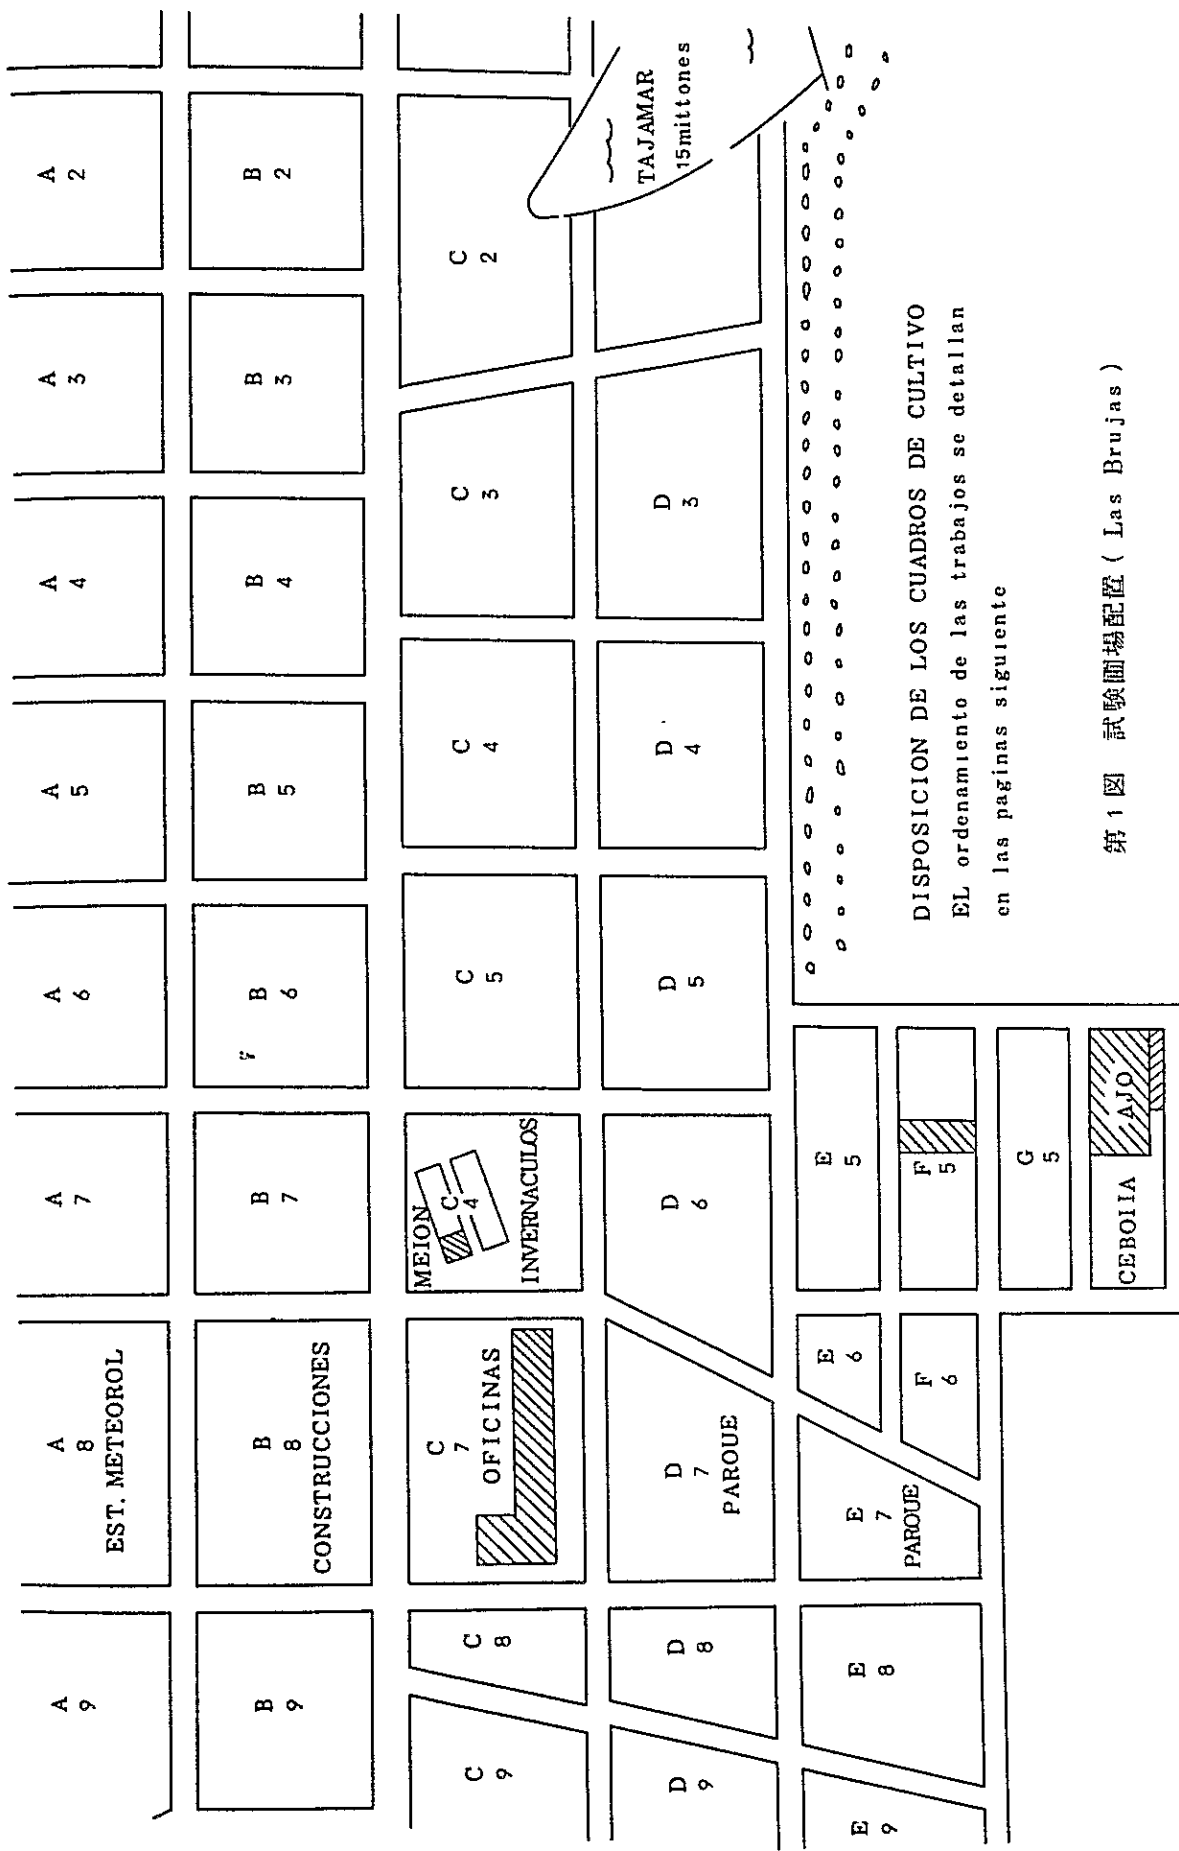 A
9
A
8
EST. METEOROL
A
7
A
6
A
5
A
4
A
3
A
2
B
9
B
8
CONSTRUCCIONES
B
7
B
6
B
5
B
4
B
3
B
2
C
9
C
8
C
7
OFICINAS
MEION
C
4
INVERNACULOS
C
5
C
4
C
3
C
2
TAJAMAR
15mittones
D
9
D
8
D
7
PAROUE
D
6
D
5
D
4
D
3
E
9
E
8
E
7
PAROUE
E
6
E
5
F
6
F
5
G
5
CEBOIIA
AJO
DISPOSICION DE LOS CUADROS DE CULTIVO
EL ordenamiento de las trabajos se detallan
en las paginas siguiente
第1図 試験圃場配置 ( Las Brujas )